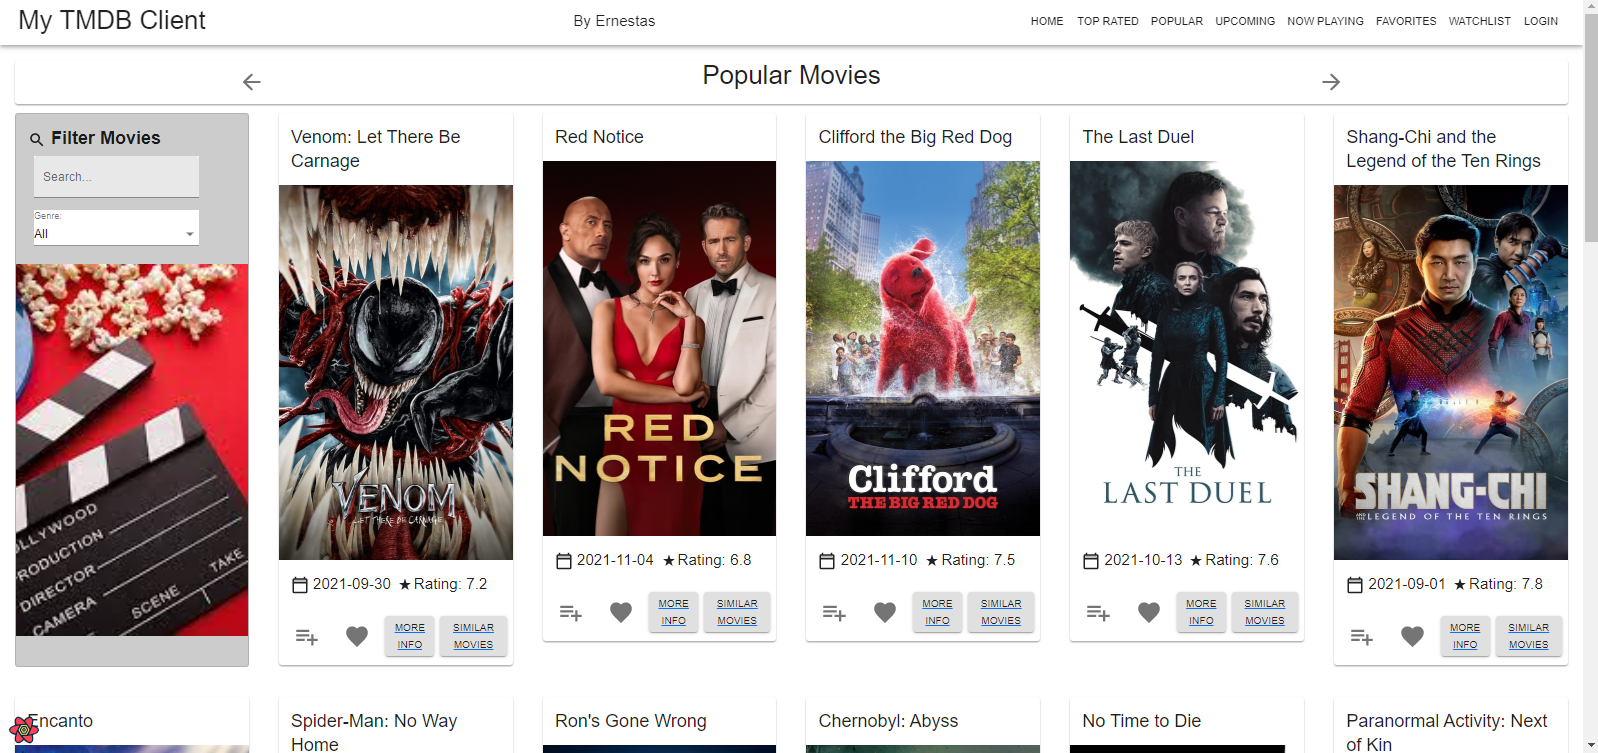 My TMDB Client
By Ernestas
HOME TOP RATED POPULAR UPCOMING NOW PLAYING FAVORITES WATCHLIST LOGIN
Popular Movies
Filter Movies
Search...
Genre:
All
OLLYWOOD
RODUCTION
DIRECTOR
CAMERA
SCENE
TAKE
Venom: Let There Be
Carnage
VENOM
LET THERE BE CARNAGE
2021-09-30 Rating: 7.2
MORE
INFO
SIMILAR
MOVIES
Red Notice
RED
NOTICE
2021-11-04 Rating: 6.8
MORE
INFO
SIMILAR
MOVIES
Clifford the Big Red Dog
Clifford
THE BIG RED DOG
2021-11-10 Rating: 7.5
MORE
INFO
SIMILAR
MOVIES
The Last Duel
THE
LAST DUEL
2021-10-13 Rating: 7.6
MORE
INFO
SIMILAR
MOVIES
Shang-Chi and the
Legend of the Ten Rings
SHANG-CHI
AND THE LEGEND OF THE TEN RINGS
2021-09-01 Rating: 7.8
MORE
INFO
SIMILAR
MOVIES
Encanto
Spider-Man: No Way
Home
Ron's Gone Wrong
Chernobyl: Abyss
No Time to Die
Paranormal Activity: Next
of Kin